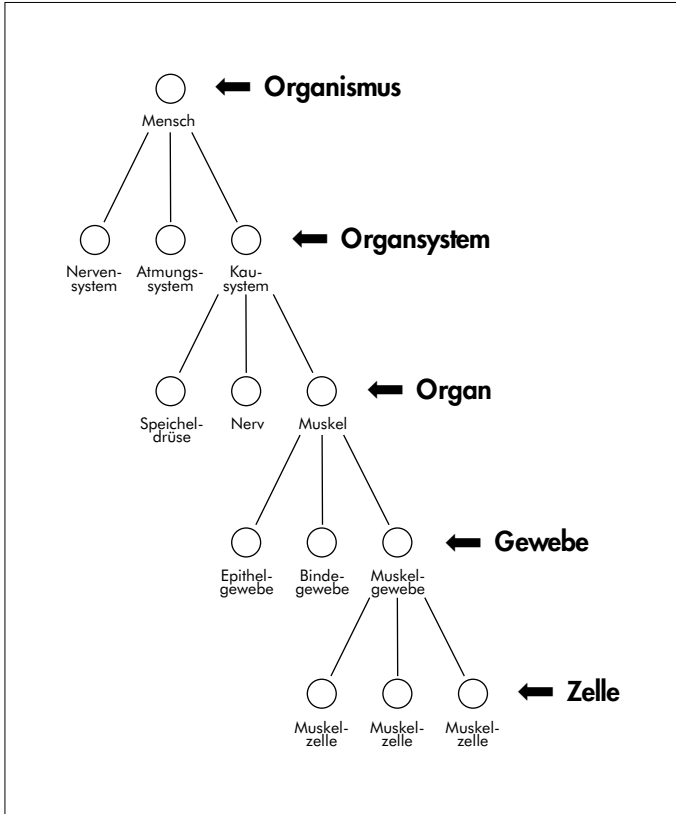 Organismus
Mensch
Organsystem
Nerven-
system
Atmungs-
system
Kau-
system
Organ
Speichel-
drüse
Nerv
Muskel
Gewebe
Epithel-
gewebe
Binde-
gewebe
Muskel-
gewebe
Zelle
Muskel-
zelle
Muskel-
zelle
Muskel-
zelle